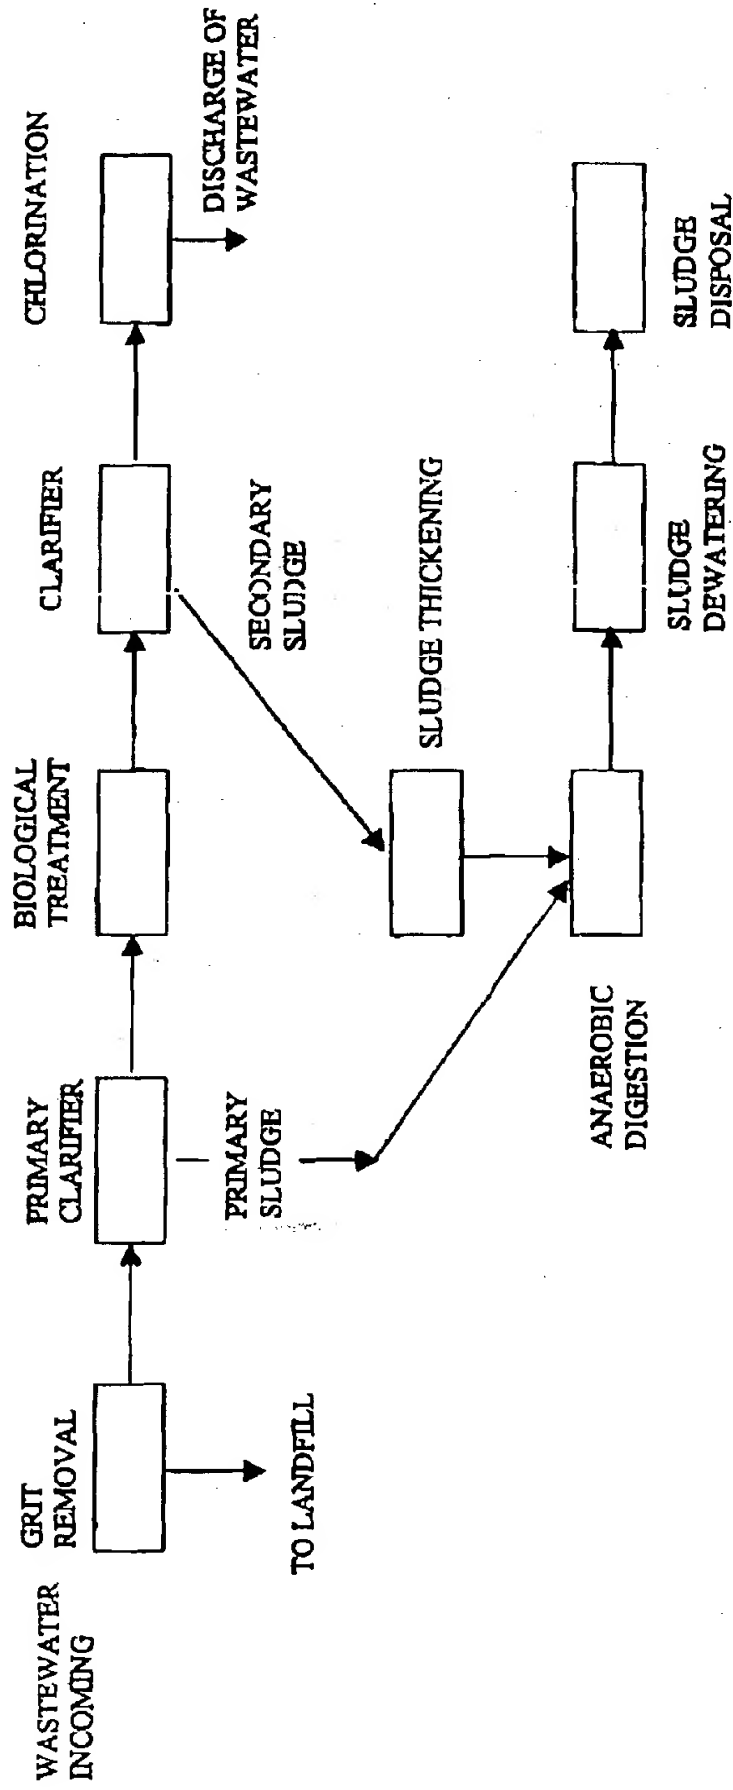 WASTEWATER
INCOMING
GRIT
REMOVAL
TO LANDFILL
PRIMARY
CLARIFIER
PRIMARY
SLUDGE
BIOLOGICAL
TREATMENT
CLARIFIER
SECONDARY
SLUDGE
CHLORINATION
DISCHARGE OF
WASTEWATER
SLUDGE THICKENING
ANAEROBIC
DIGESTION
SLUDGE
DEWATERING
SLUDGE
DISPOSAL